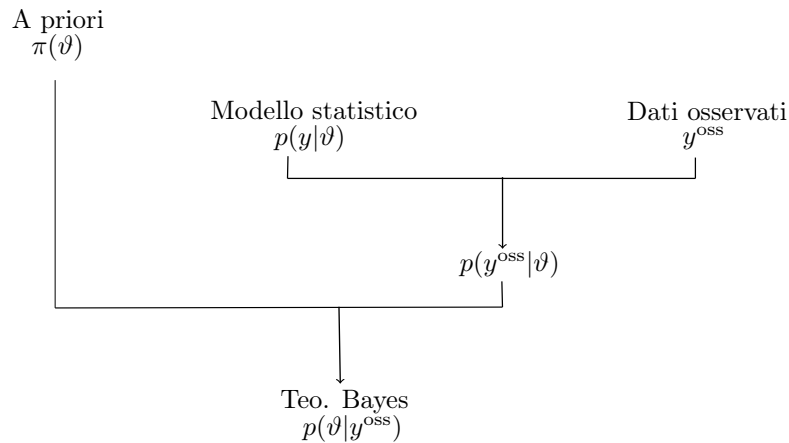 A priori
π(ϑ)
Modello statistico
p(y|ϑ)
Dati osservati
y^oss
p(y^oss|ϑ)
Teo. Bayes
p(ϑ|y^oss)